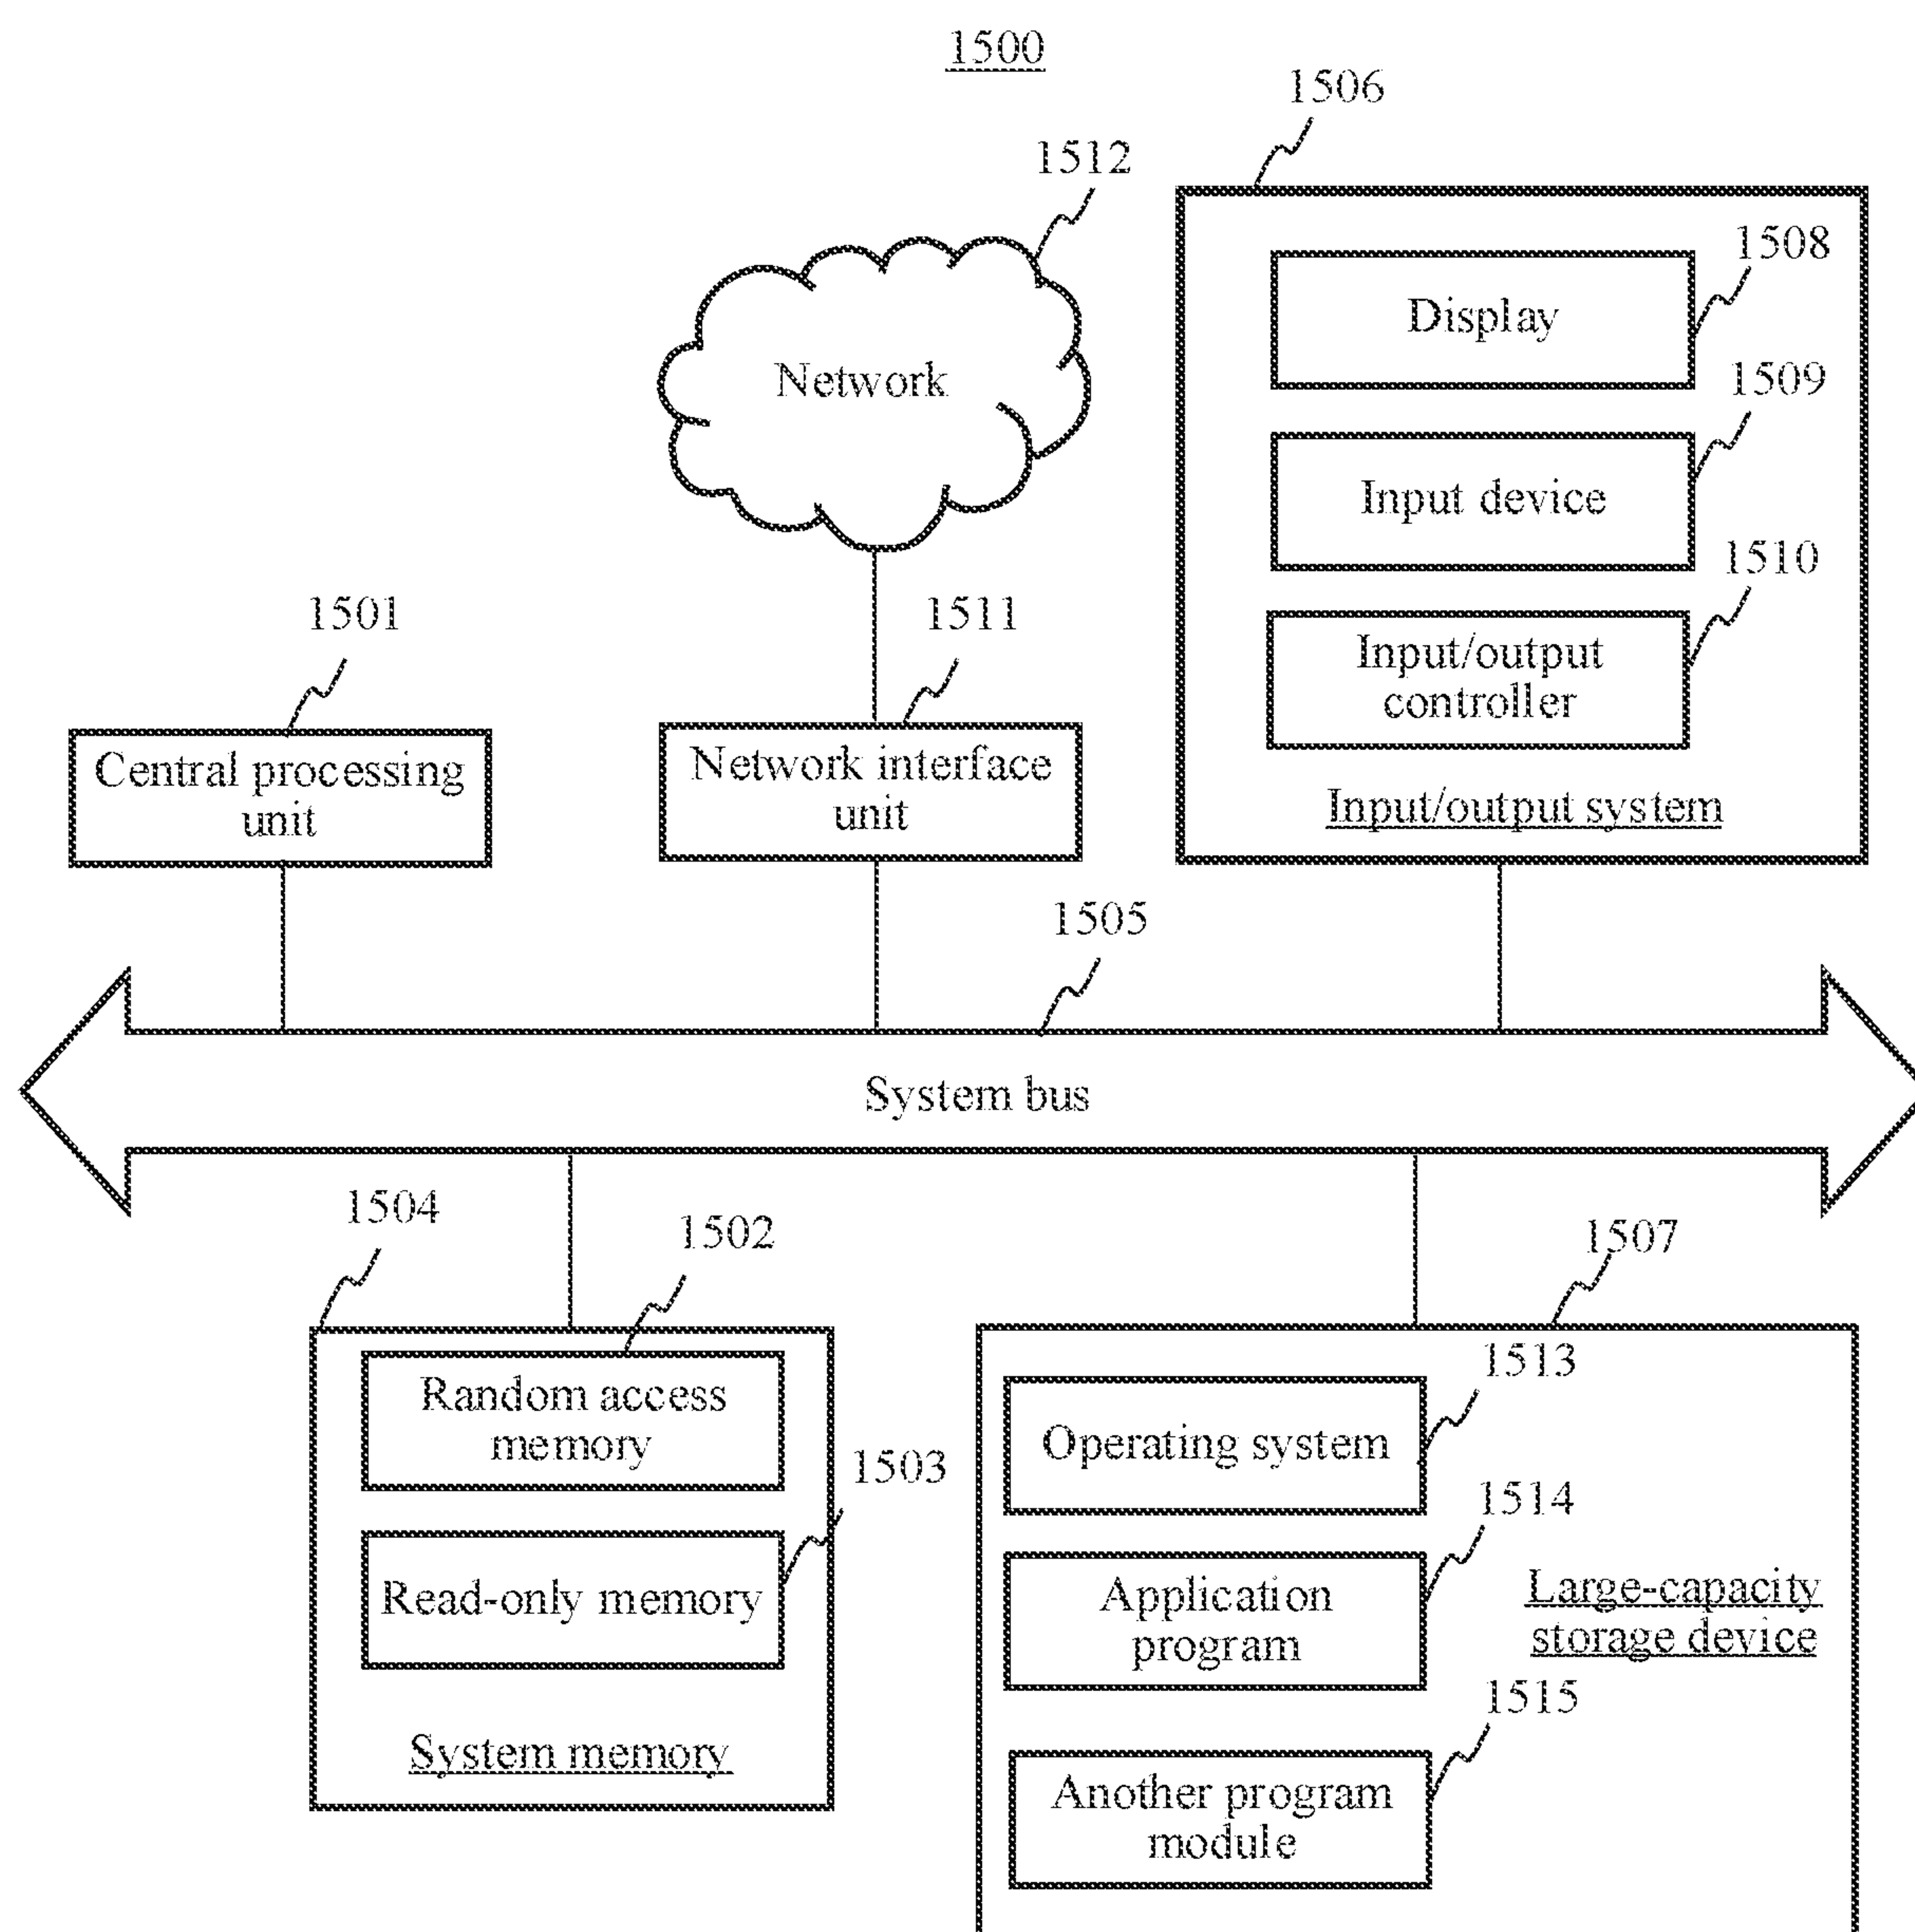 1500
1506
1512
1508
Display
Network
1509
Input device
1510
Input/output
controller
Input/output system
1501
1511
Central processing
unit
Network interface
unit
1505
System bus
1504
1502
1507
Random access
memory
1503
Read-only memory
System memory
1513
Operating system
1514
Application
program
Large-capacity
storage device
1515
Another program
module